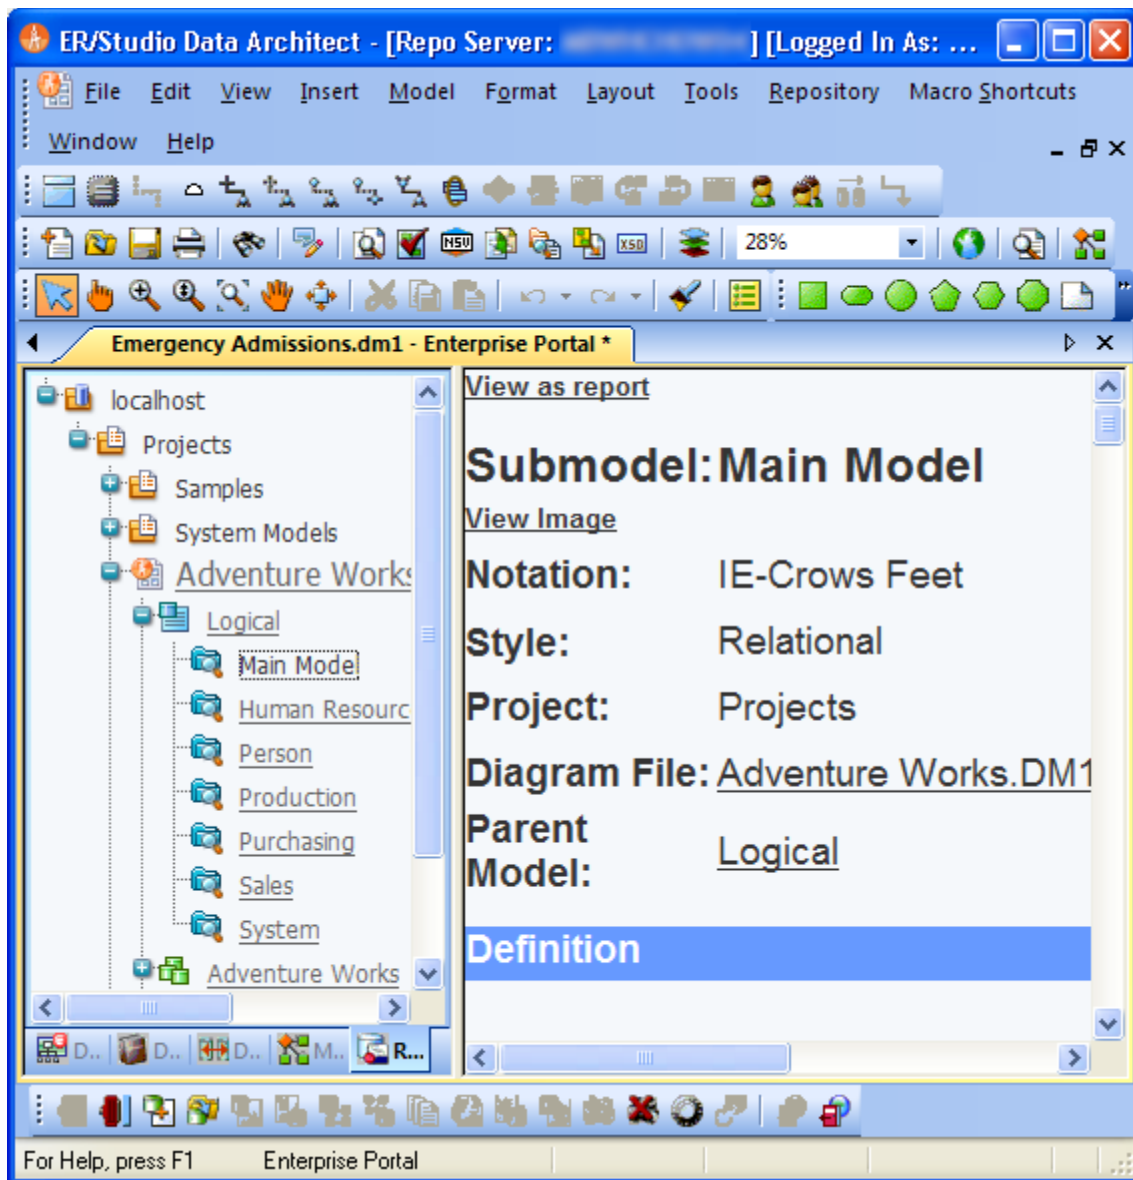 ER/Studio Data Architect - [Repo Server: ] [Logged In As: ...
File Edit View Insert Model Format Layout Tools Repository Macro Shortcuts
Window Help
NSV XSD 28%
Emergency Admissions.dm1 - Enterprise Portal *
localhost
Projects
Samples
System Models
Adventure Works
Logical
Main Model
Human Resourc
Person
Production
Purchasing
Sales
System
Adventure Works
D.. D.. D.. M.. R...
View as report
Submodel: Main Model
View Image
Notation: IE-Crows Feet
Style: Relational
Project: Projects
Diagram File: Adventure Works.DM1
Parent
Model: Logical
Definition
For Help, press F1 Enterprise Portal